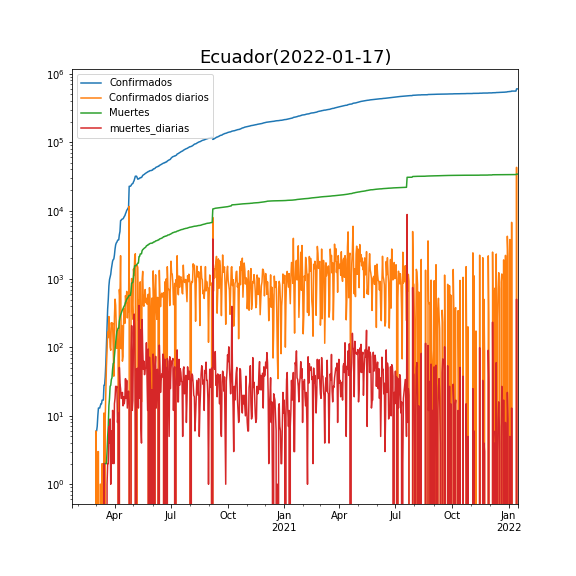 Ecuador(2022-01-17)
Confirmados
Confirmados diarios
Muertes
muertes_diarias
10^6
10^5
10^4
10^3
10^2
10^1
10^0
Apr Jul Oct Jan Apr Jul Oct Jan
2021 2022